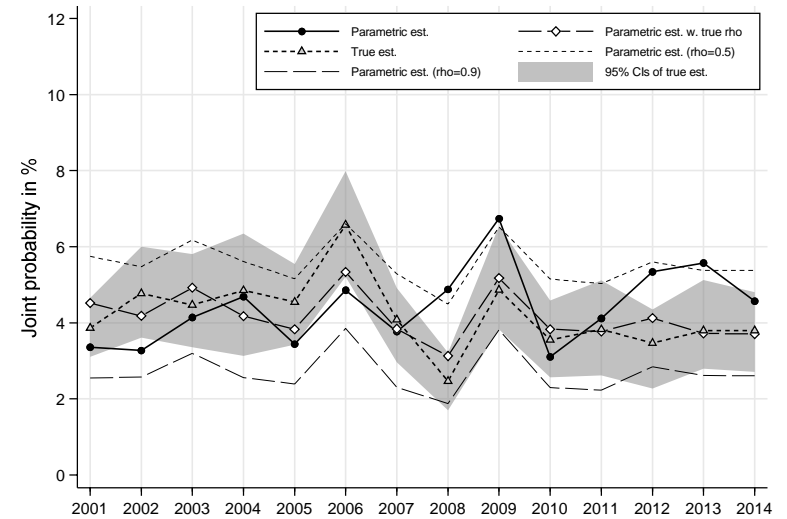 12
10
8
6
4
2
0
Joint probability in %
Parametric est.
Parametric est. w. true rho
True est.
Parametric est. (rho=0.5)
Parametric est. (rho=0.9)
95% CIs of true est.
2001 2002 2003 2004 2005 2006 2007 2008 2009 2010 2011 2012 2013 2014